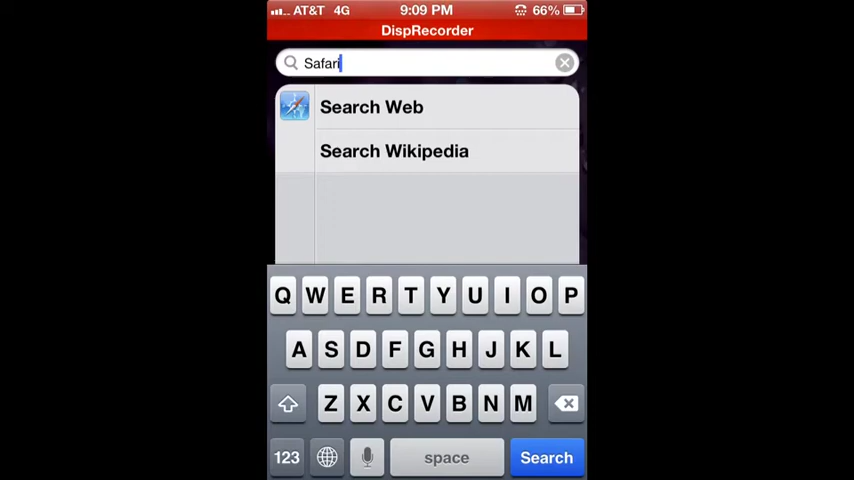 AT&T 4G 9:09 PM 66%
DispRecorder
Safari
Search Web
Search Wikipedia
Q W E R T Y U I O P
A S D F G H J K L
Z X C V B N M
123 space Search